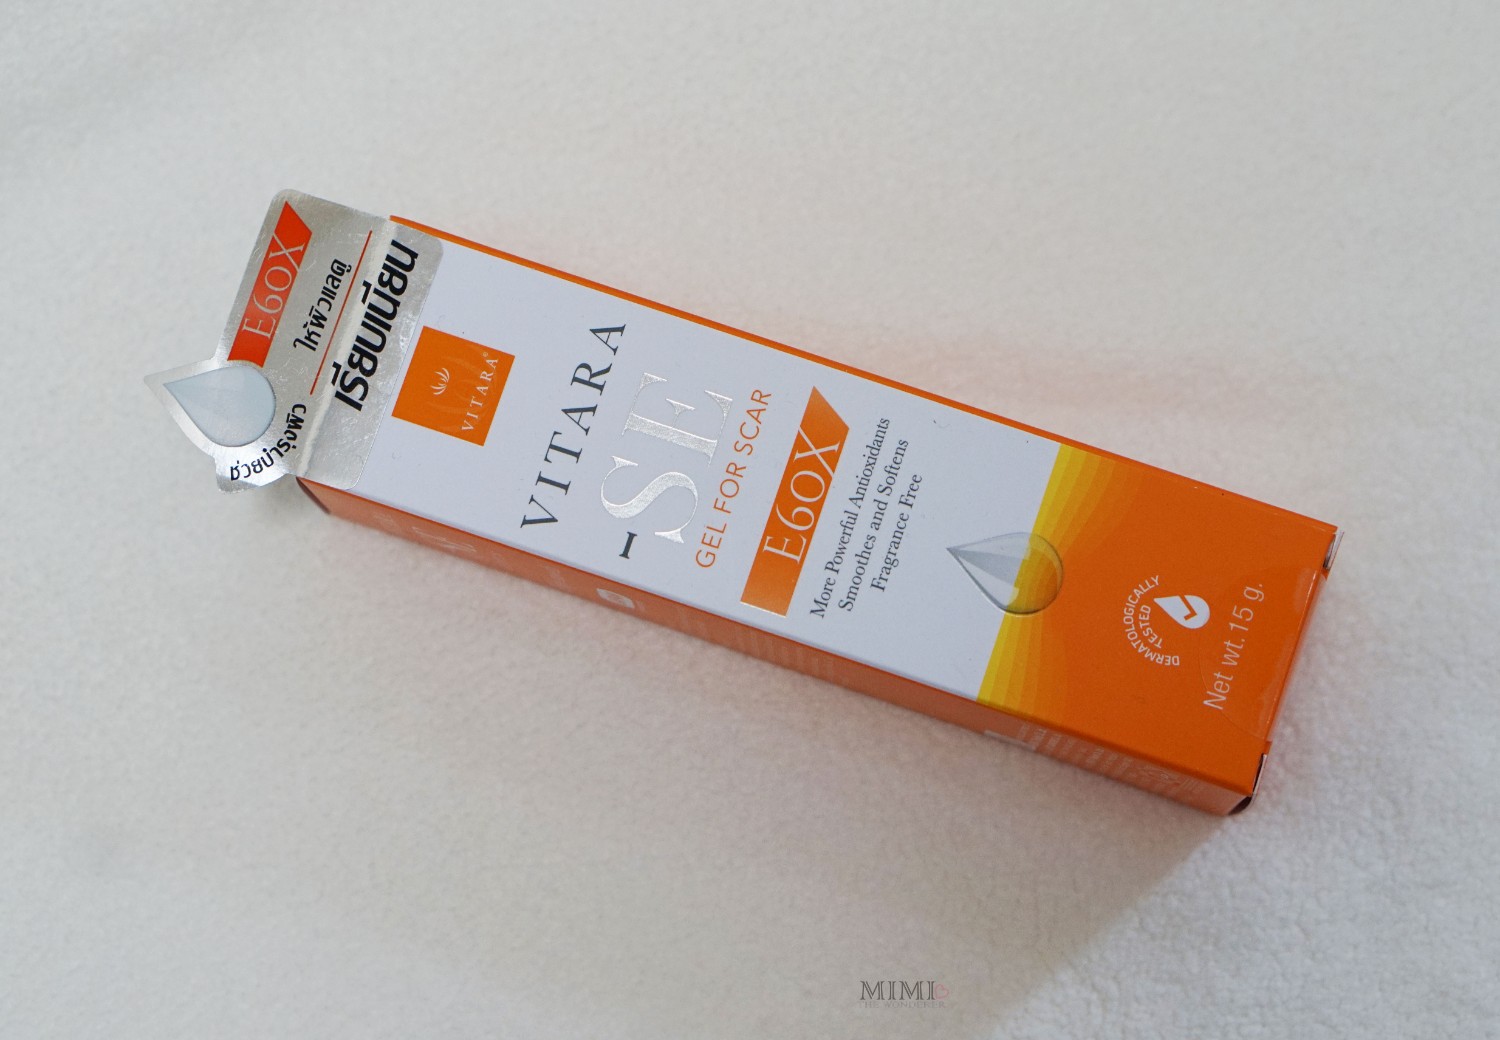 E60X
ช่วยบำรุงผิว
ให้ผิวแลดู
เรียบเนียน
VITARA®
VITARA
-SE
GEL FOR SCAR
E60X
More Powerful Antioxidants
Smoothes and Softens
Fragrance Free
DERMATOLOGICALLY
TESTED
Net wt.15 g.
MIMI
THE WONDERER